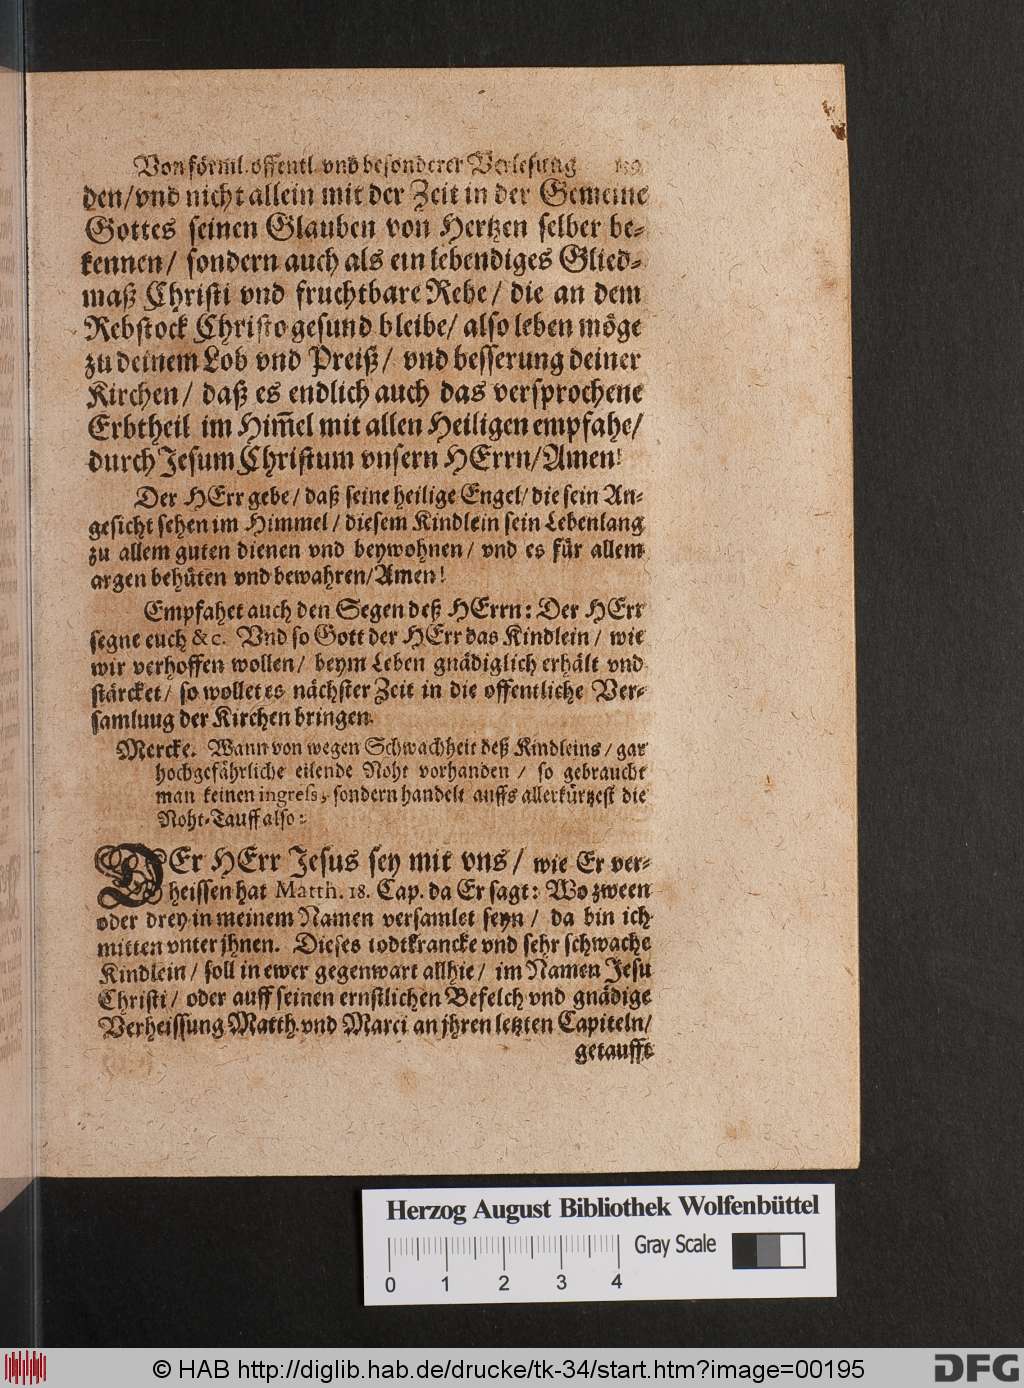 Von förml. offentl. vnd besonderer Verlesung 159.
den/ vnd nicht allein mit der Zeit in der Gemeine
Gottes seinen Glauben von Hertzen selber be-
kennen/ sondern auch als ein lebendiges Glied-
maß Christi vnd fruchtbare Rebe/ die an dem
Rebstock Christo gesund bleibe/ also leben möge
zu deinem Lob vnd Preiß/ vnd besserung deiner
Kirchen/ daß es endlich auch das versprochene
Erbtheil im Him̃el mit allen Heiligen empfahe/
durch Jesum Christum vnsern HErrn/ Amen!
Der HErr gebe/ daß seine heilige Engel/ die sein An-
gesicht sehen im Himmel/ diesem Kindlein sein Lebenlang
zu allem guten dienen vnd beywohnen/ vnd es für allem
argen behüten vnd bewahren/ Amen!
Empfahet auch den Segen deß HErrn: Der HErr
segne euch &c. Vnd so Gott der HErr das Kindlein/ wie
wir verhoffen wollen/ beym Leben gnädiglich erhält vnd
stärcket/ so wollet es nächster Zeit in die offentliche Ver-
samluug der Kirchen bringen.
Mercke. Wann von wegen Schwachheit deß Kindleins/ gar
hochgefährliche eilende Noht vorhanden/ so gebraucht
man keinen ingress, sondern handelt auffs allerkürtzest die
Noht-Tauff also:
DEr HErr Jesus sey mit vns/ wie Er ver-
heissen hat Matth. 18. Cap. da Er sagt: Wo zween
oder drey in meinem Namen versamlet seyn/ da bin ich
mitten vnter jhnen. Dieses todtkrancke vnd sehr schwache
Kindlein/ soll in ewer gegenwart allhie/ im Namen Jesu
Christi/ oder auff seinen ernstlichen Befelch vnd gnädige
Verheissung Matth. vnd Marci an jhren letzten Capiteln/
getaufft
Herzog August Bibliothek Wolfenbüttel
Gray Scale
0 1 2 3 4
© HAB http://diglib.hab.de/drucke/tk-34/start.htm?image=00195
DFG